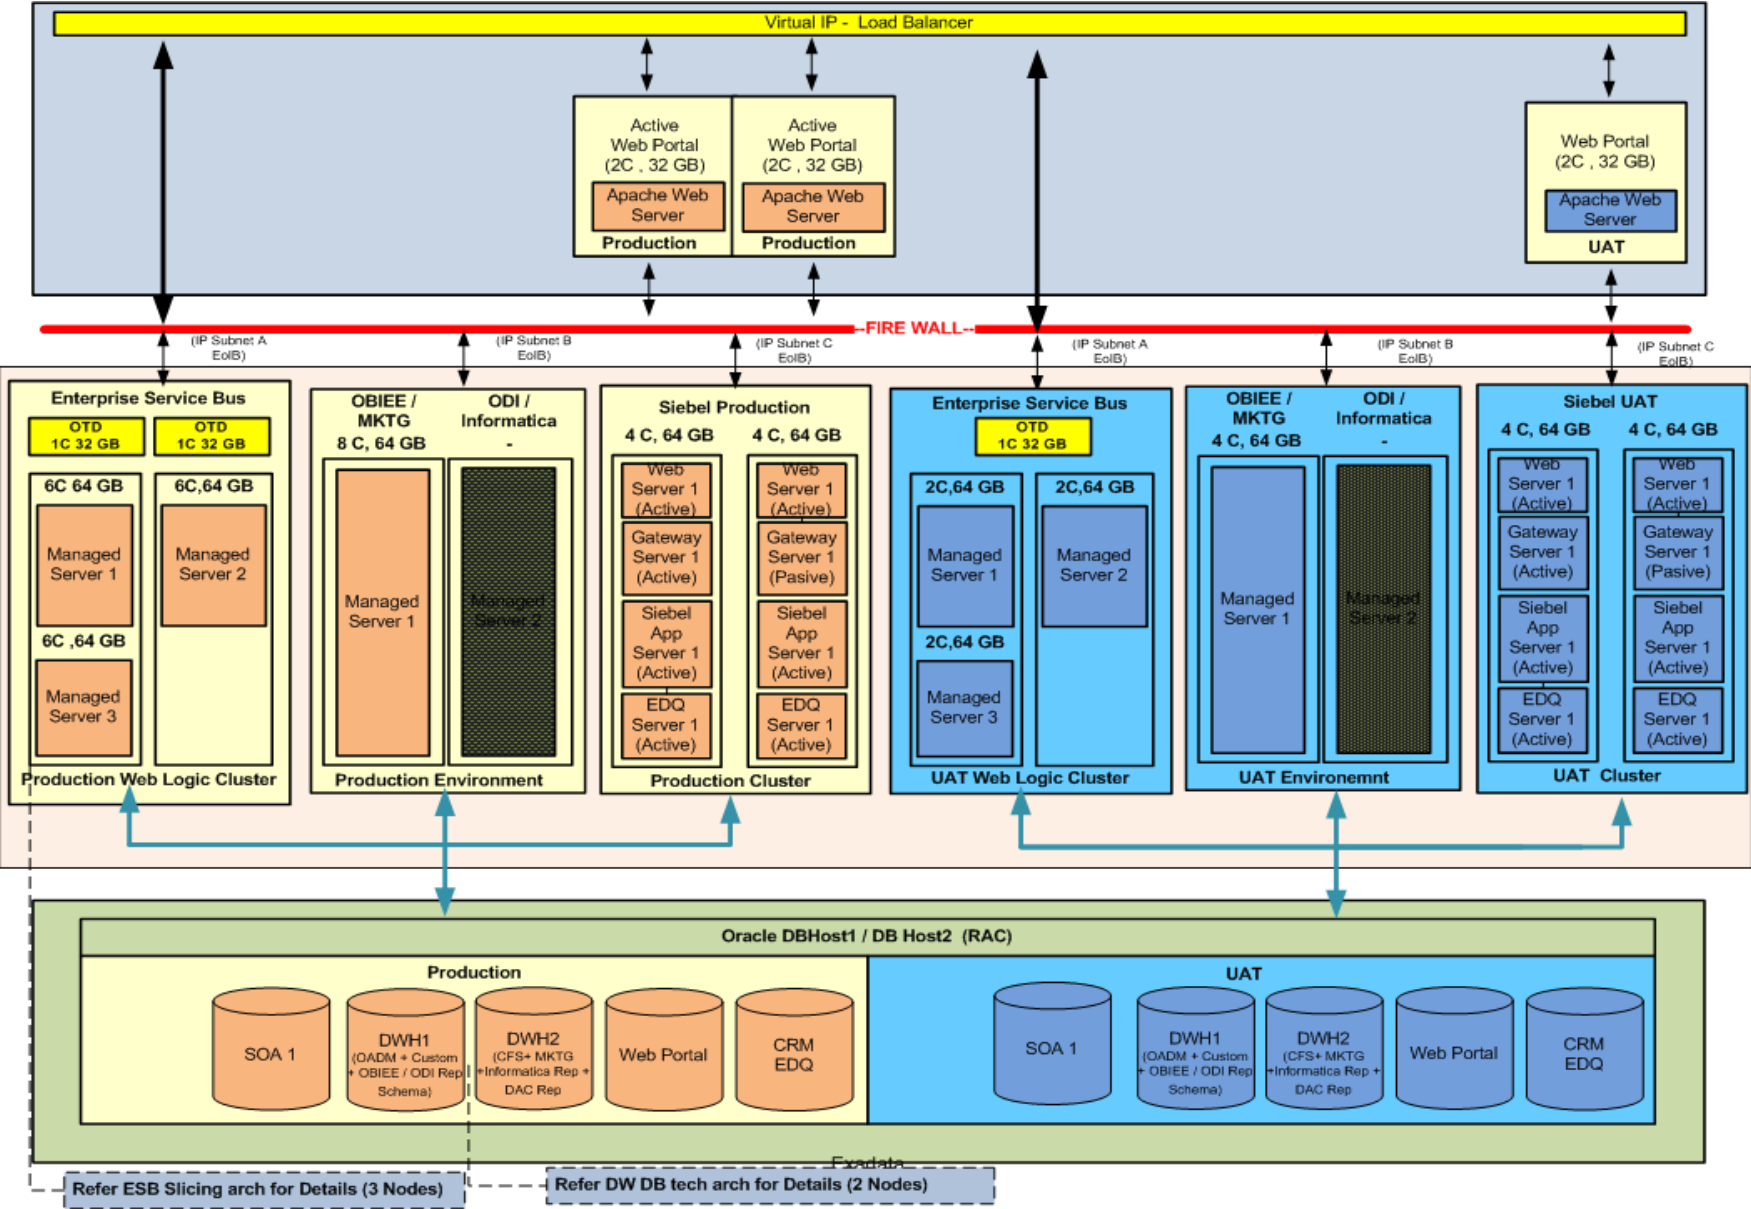 Virtual IP - Load Balancer
Active
Web Portal
(2C , 32 GB)
Apache Web
Server
Production
Active
Web Portal
(2C , 32 GB)
Apache Web
Server
Production
Web Portal
(2C , 32 GB)
Apache Web
Server
UAT
--FIRE WALL--
(IP Subnet A
EoIB)
(IP Subnet B
EoIB)
(IP Subnet C
EoIB)
(IP Subnet A
EoIB)
(IP Subnet B
EoIB)
(IP Subnet C
EoIB)
Enterprise Service Bus
OTD
1C 32 GB
OTD
1C 32 GB
6C 64 GB
Managed
Server 1
6C ,64 GB
Managed
Server 3
6C,64 GB
Managed
Server 2
Production Web Logic Cluster
OBIEE /
MKTG
8 C, 64 GB
ODI /
Informatica
-
Managed
Server 1
Managed
Server 2
Production Environment
Siebel Production
4 C, 64 GB
Web
Server 1
(Active)
Gateway
Server 1
(Active)
Siebel
App
Server 1
(Active)
EDQ
Server 1
(Active)
4 C, 64 GB
Web
Server 1
(Active)
Gateway
Server 1
(Pasive)
Siebel
App
Server 1
(Active)
EDQ
Server 1
(Active)
Production Cluster
Enterprise Service Bus
OTD
1C 32 GB
2C,64 GB
Managed
Server 1
2C,64 GB
Managed
Server 3
2C,64 GB
Managed
Server 2
UAT Web Logic Cluster
OBIEE /
MKTG
4 C, 64 GB
ODI /
Informatica
-
Managed
Server 1
Managed
Server 2
UAT Environemnt
Siebel UAT
4 C, 64 GB
Web
Server 1
(Active)
Gateway
Server 1
(Active)
Siebel
App
Server 1
(Active)
EDQ
Server 1
(Active)
4 C, 64 GB
Web
Server 1
(Active)
Gateway
Server 1
(Pasive)
Siebel
App
Server 1
(Active)
EDQ
Server 1
(Active)
UAT Cluster
Oracle DBHost1 / DB Host2 (RAC)
Production
SOA 1
DWH1
(OADM + Custom
+ OBIEE / ODI Rep
Schema)
DWH2
(CFS+ MKTG
+Informatica Rep +
DAC Rep
Web Portal
CRM
EDQ
UAT
SOA 1
DWH1
(OADM + Custom
+ OBIEE / ODI Rep
Schema)
DWH2
(CFS+ MKTG
+Informatica Rep +
DAC Rep
Web Portal
CRM
EDQ
Exadata
Refer ESB Slicing arch for Details (3 Nodes)
Refer DW DB tech arch for Details (2 Nodes)